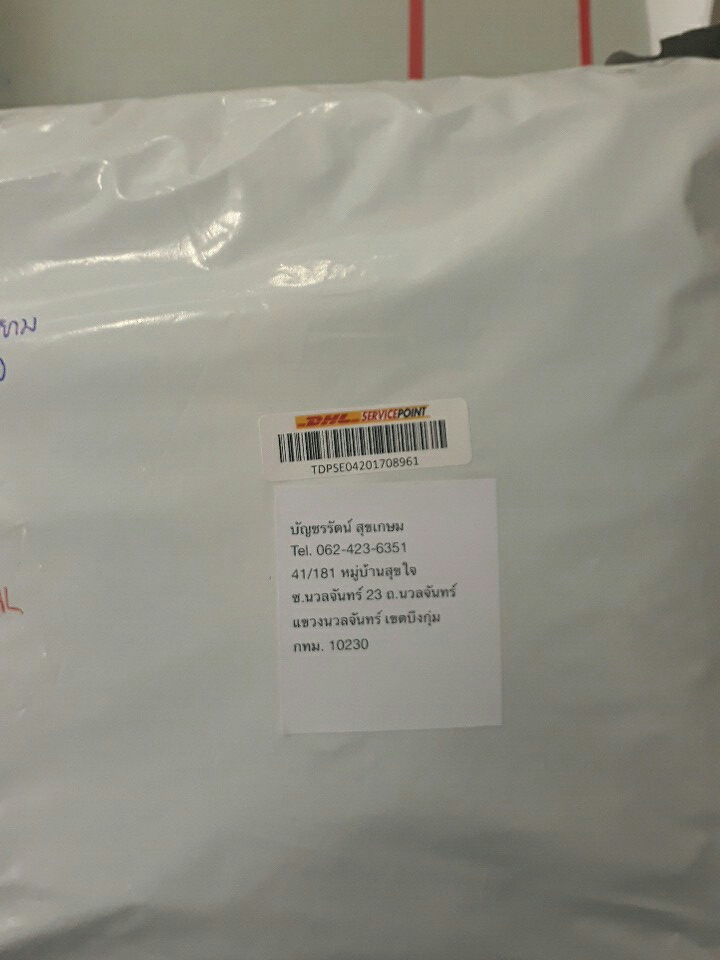 DHL SERVICEPOINT
TDPSE04201708961
บัญชรรัตน์ สุขเกษม
Tel. 062-423-6351
41/181 หมู่บ้านสุขใจ
ซ.นวลจันทร์ 23 ถ.นวลจันทร์
แขวงนวลจันทร์ เขตบึงกุ่ม
กทม. 10230